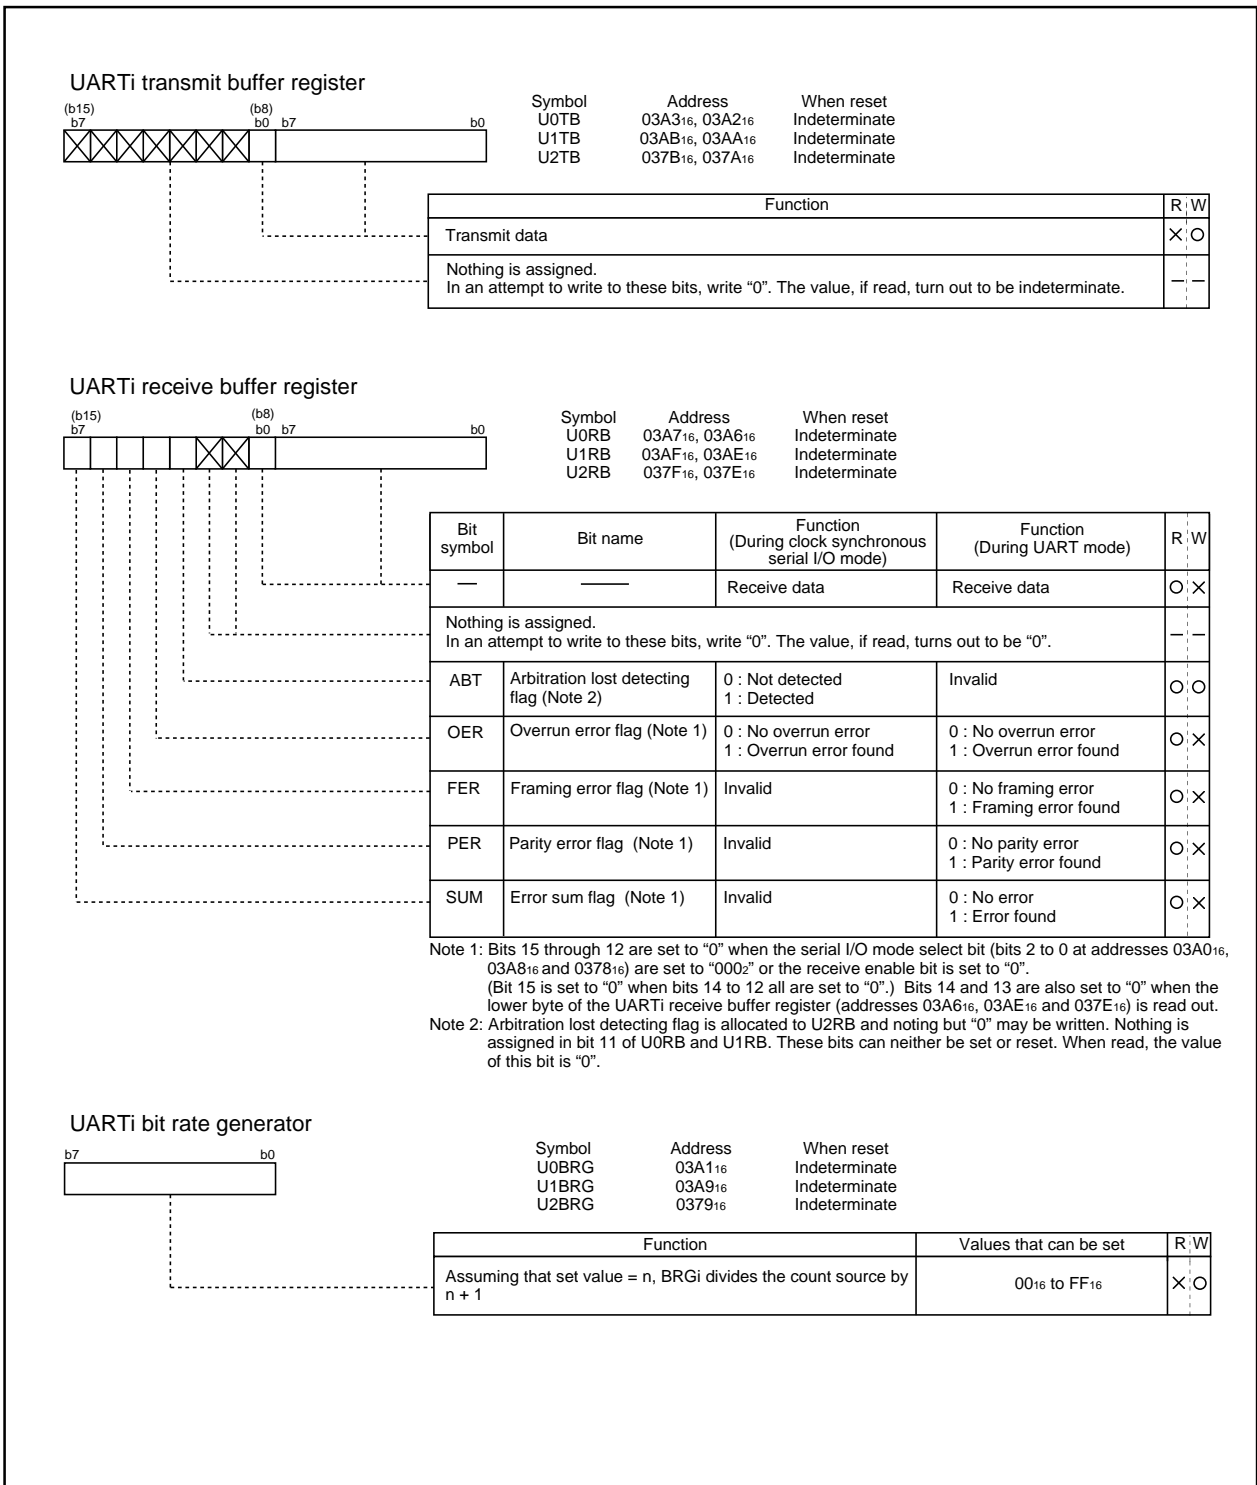 UARTi transmit buffer register
(b15) (b8)
b7 b0 b7 b0
Symbol Address When reset
U0TB 03A316, 03A216 Indeterminate
U1TB 03AB16, 03AA16 Indeterminate
U2TB 037B16, 037A16 Indeterminate
Function R W
Transmit data
Nothing is assigned.
In an attempt to write to these bits, write “0”. The value, if read, turn out to be indeterminate.
UARTi receive buffer register
(b15) (b8)
b7 b0 b7 b0
Symbol Address When reset
U0RB 03A716, 03A616 Indeterminate
U1RB 03AF16, 03AE16 Indeterminate
U2RB 037F16, 037E16 Indeterminate
Bit symbol Bit name Function (During clock synchronous serial I/O mode) Function (During UART mode) R W
Receive data Receive data
Nothing is assigned.
In an attempt to write to these bits, write “0”. The value, if read, turns out to be “0”.
ABT Arbitration lost detecting flag (Note 2) 0 : Not detected 1 : Detected Invalid
OER Overrun error flag (Note 1) 0 : No overrun error 1 : Overrun error found 0 : No overrun error 1 : Overrun error found
FER Framing error flag (Note 1) Invalid 0 : No framing error 1 : Framing error found
PER Parity error flag (Note 1) Invalid 0 : No parity error 1 : Parity error found
SUM Error sum flag (Note 1) Invalid 0 : No error 1 : Error found
Note 1: Bits 15 through 12 are set to “0” when the serial I/O mode select bit (bits 2 to 0 at addresses 03A016,
03A816 and 037816) are set to “0002” or the receive enable bit is set to “0”.
(Bit 15 is set to “0” when bits 14 to 12 all are set to “0”.) Bits 14 and 13 are also set to “0” when the
lower byte of the UARTi receive buffer register (addresses 03A616, 03AE16 and 037E16) is read out.
Note 2: Arbitration lost detecting flag is allocated to U2RB and noting but “0” may be written. Nothing is
assigned in bit 11 of U0RB and U1RB. These bits can neither be set or reset. When read, the value
of this bit is “0”.
UARTi bit rate generator
b7 b0
Symbol Address When reset
U0BRG 03A116 Indeterminate
U1BRG 03A916 Indeterminate
U2BRG 037916 Indeterminate
Function Values that can be set R W
Assuming that set value = n, BRGi divides the count source by
n + 1
0016 to FF16